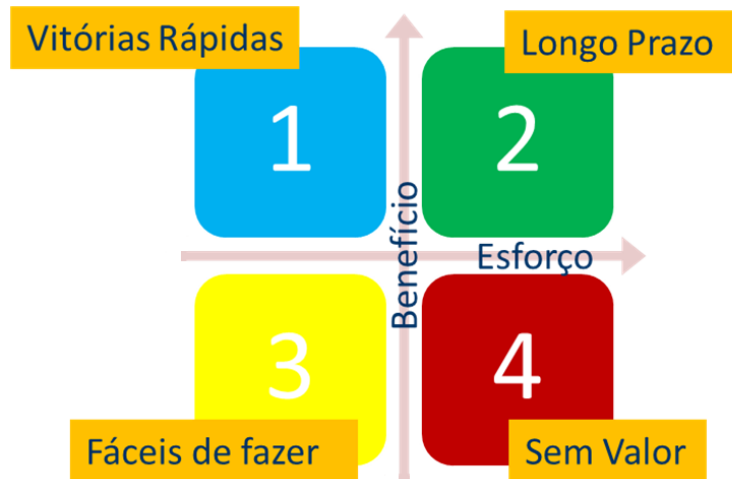 Vitórias Rápidas
Longo Prazo
1
2
Benefício
Esforço
3
4
Fáceis de fazer
Sem Valor